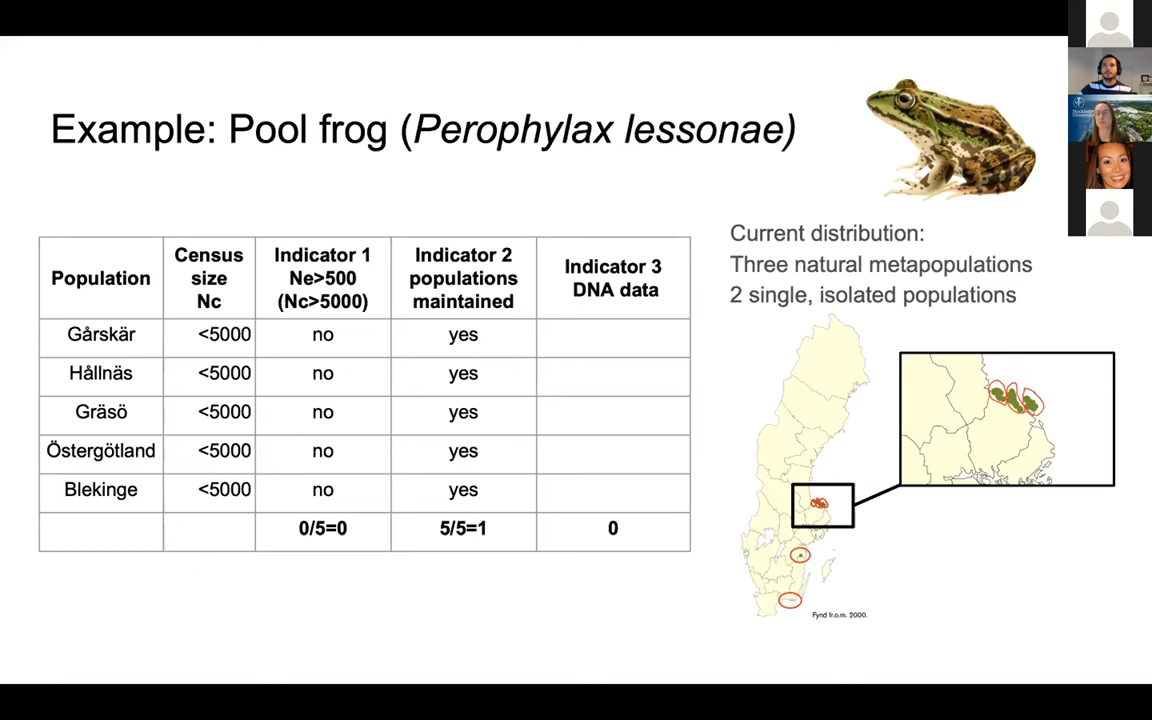 Example: Pool frog (Perophylax lessonae)
Population
Census
size
Nc
Indicator 1
Ne>500
(Nc>5000)
Indicator 2
populations
maintained
Indicator 3
DNA data
Gårskär <5000 no yes
Hållnäs <5000 no yes
Gräsö <5000 no yes
Östergötland <5000 no yes
Blekinge <5000 no yes
0/5=0 5/5=1 0
Current distribution:
Three natural metapopulations
2 single, isolated populations
Fynd fr.o.m. 2000.
Stockholm
University